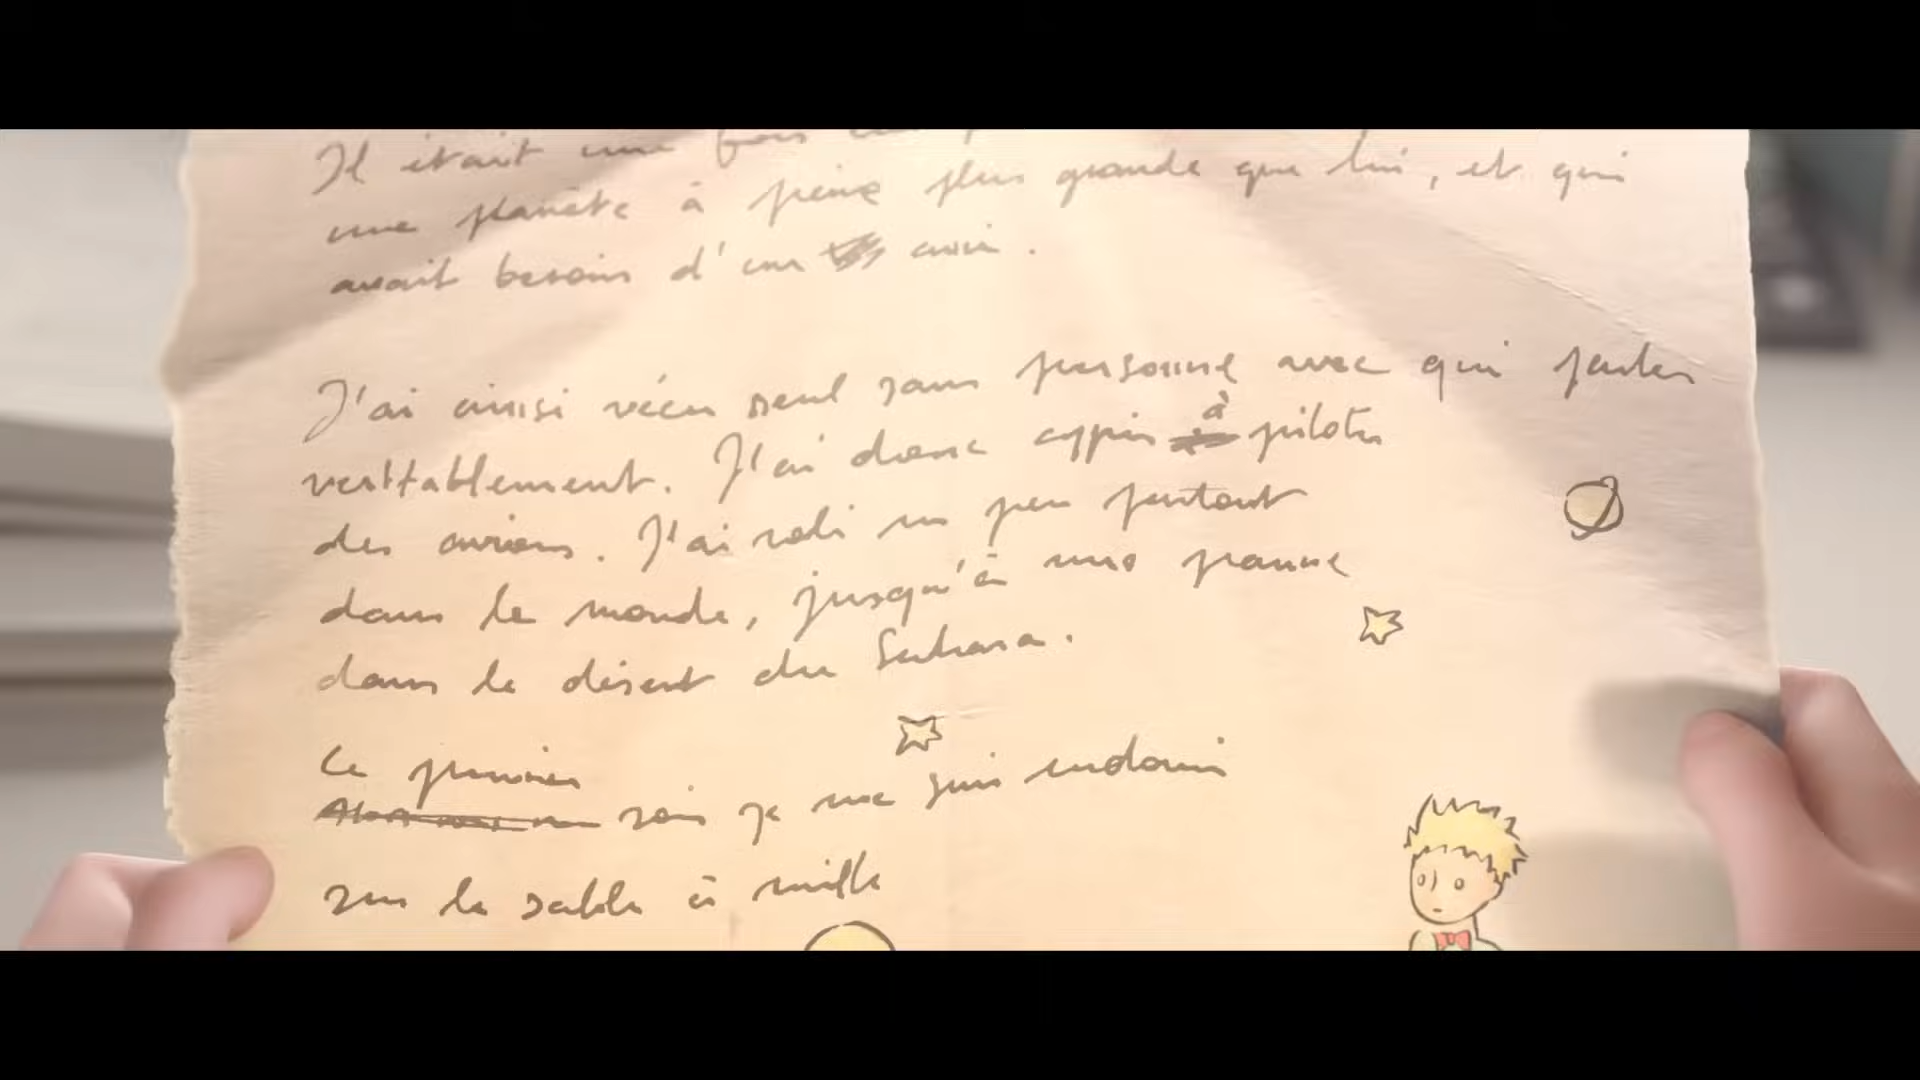 Il était une fois
une planète à peine plus grande que lui, et qui
avait besoin d'un ami.
J'ai ainsi vécu seul sans personne avec qui parler
veritablement. J'ai donc appris à piloter
des avions. J'ai volé un peu partout
dans le monde, jusqu'à une panne
dans le désert du Sahara.
Le premier
soir je me suis endormi
sur le sable à mille